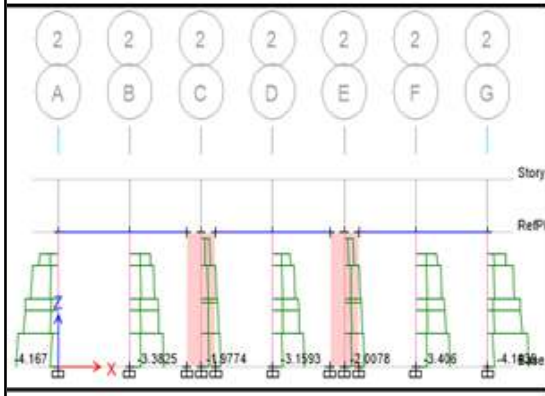 2 2 2 2 2 2 2
A B C D E F G
Story
RefPl
Z
-4.167 X -3.3825 -1.9774 -3.1593 -2.0078 -3.406